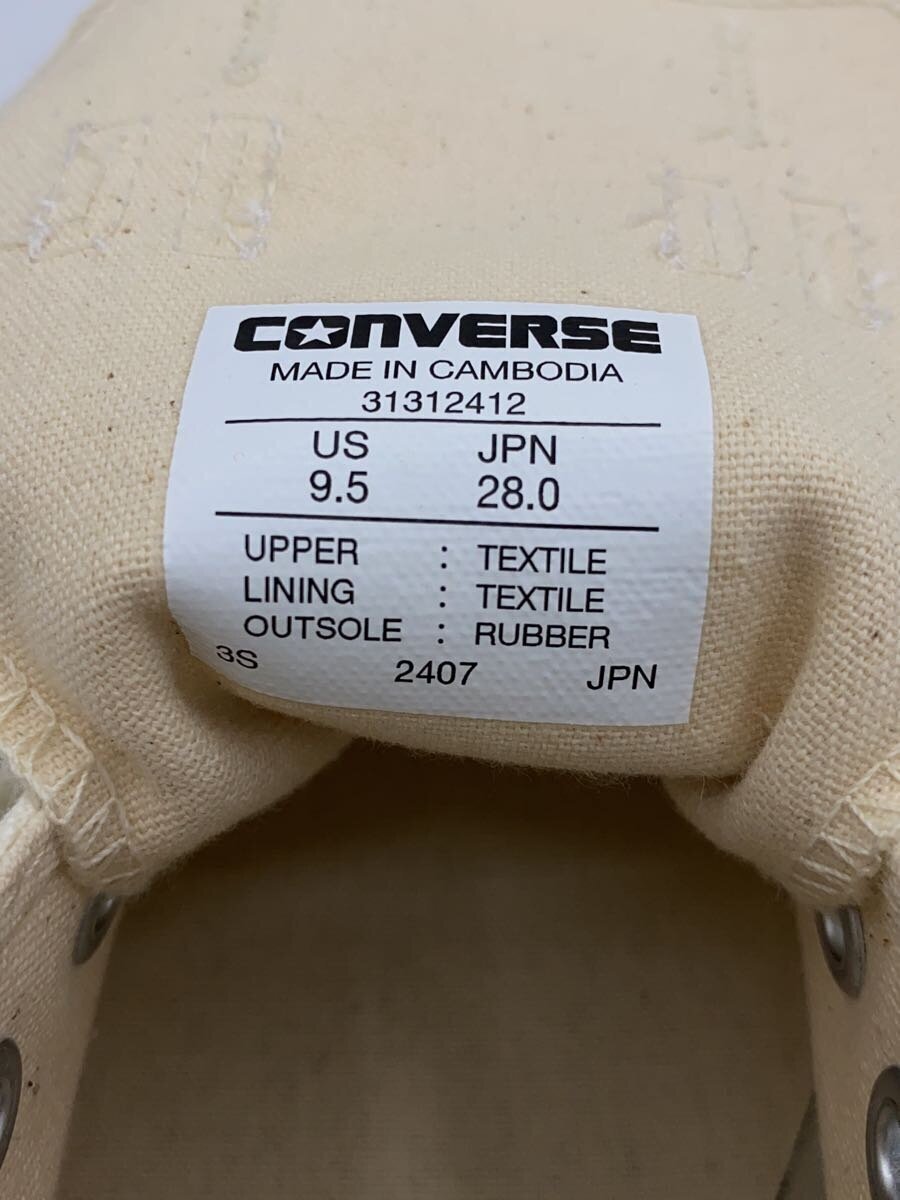 CONVERSE
MADE IN CAMBODIA
31312412
US JPN
9.5 28.0
UPPER : TEXTILE
LINING : TEXTILE
OUTSOLE : RUBBER
3S 2407 JPN